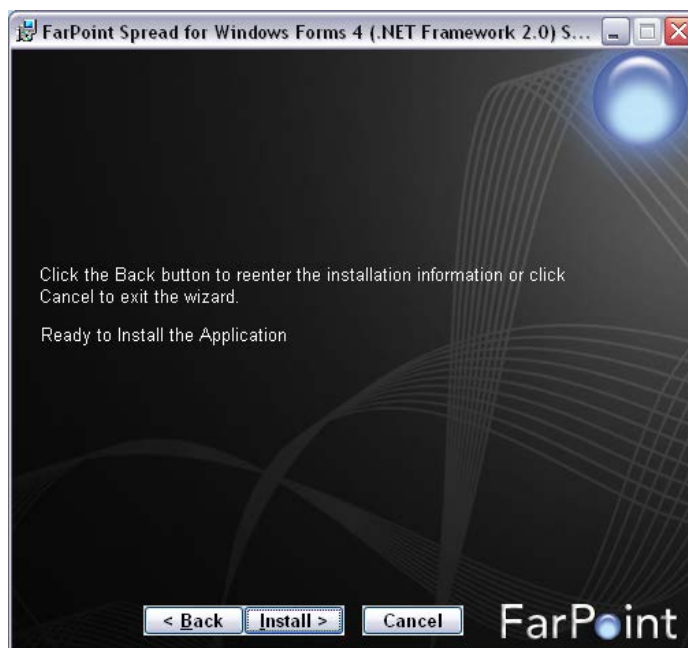 FarPoint Spread for Windows Forms 4 (.NET Framework 2.0) S...
Click the Back button to reenter the installation information or click
Cancel to exit the wizard.
Ready to Install the Application
< Back Install > Cancel FarPoint